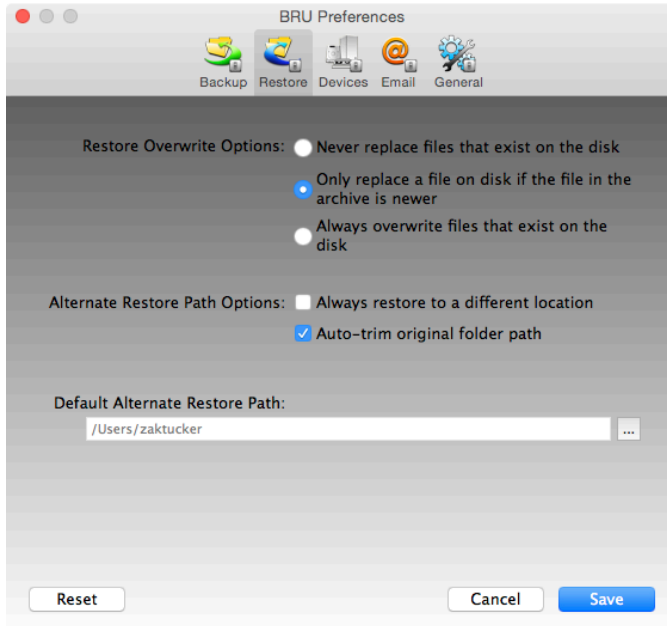 BRU Preferences
Backup Restore Devices Email General
Restore Overwrite Options: Never replace files that exist on the disk
Only replace a file on disk if the file in the
archive is newer
Always overwrite files that exist on the
disk
Alternate Restore Path Options: Always restore to a different location
Auto-trim original folder path
Default Alternate Restore Path:
/Users/zaktucker
...
Reset Cancel Save